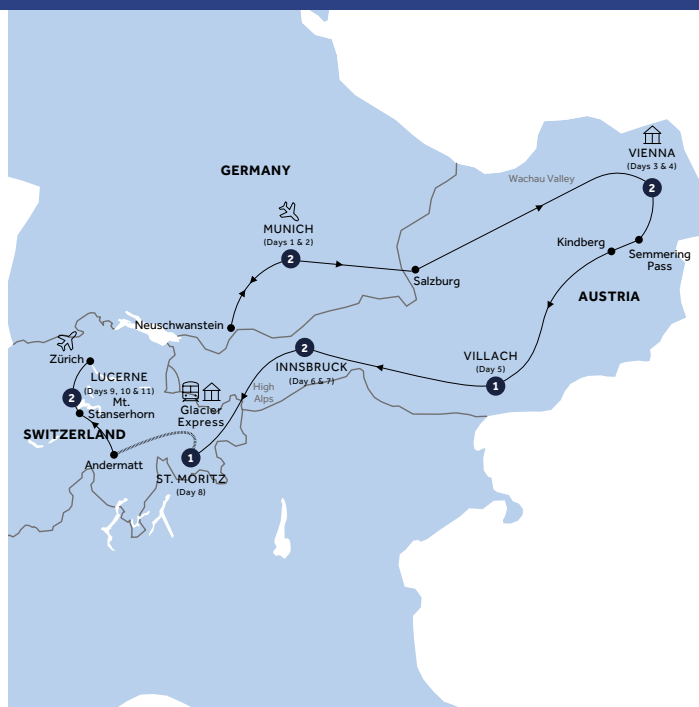 GERMANY
VIENNA
(Days 3 & 4)
2
Wachau Valley
MUNICH
(Days 1 & 2)
2
Kindberg
Semmering
Pass
Salzburg
AUSTRIA
Neuschwanstein
Zürich
LUCERNE
(Days 9, 10 & 11)
2
Mt.
Stanserhorn
SWITZERLAND
Andermatt
Glacier
Express
High
Alps
2
INNSBRUCK
(Day 6 & 7)
VILLACH
(Day 5)
1
1
ST. MORITZ
(Day 8)